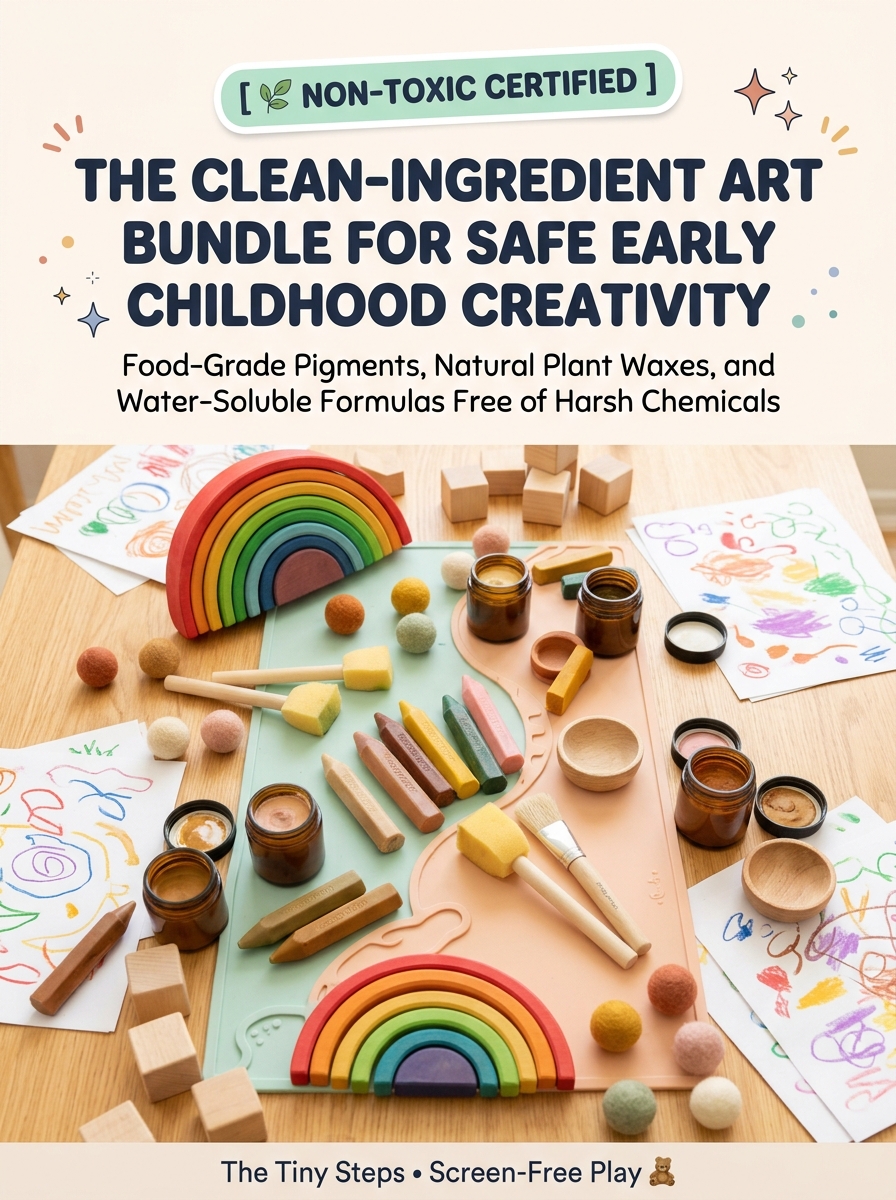 [ 🌿 NON-TOXIC CERTIFIED ]
THE CLEAN-INGREDIENT ART
BUNDLE FOR SAFE EARLY
CHILDHOOD CREATIVITY
Food-Grade Pigments, Natural Plant Waxes, and
Water-Soluble Formulas Free of Harsh Chemicals
The Tiny Steps • Screen-Free Play 🧸